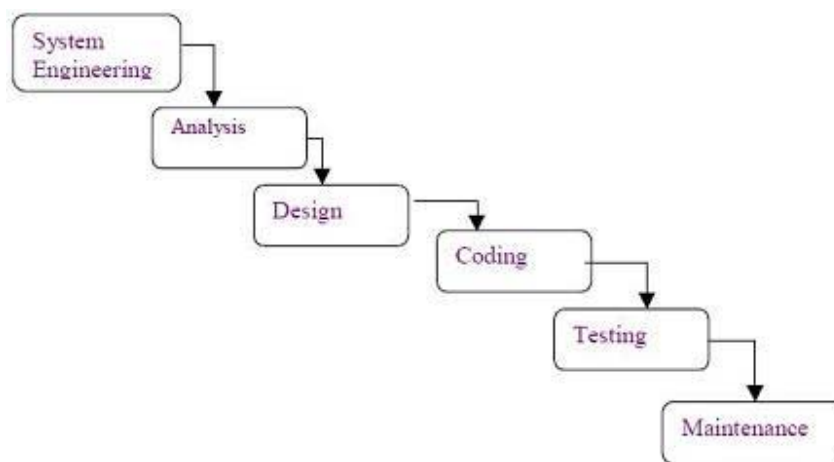 System
Engineering
Analysis
Design
Coding
Testing
Maintenance